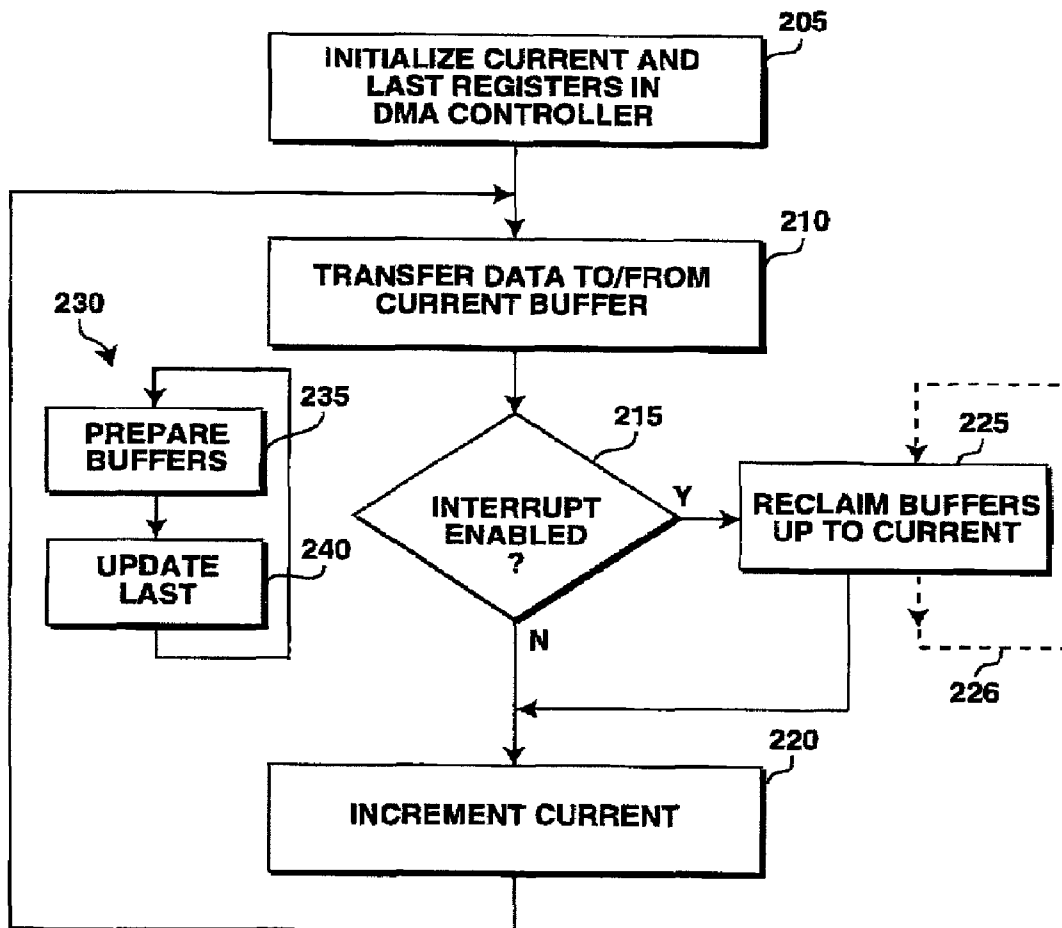 205
INITIALIZE CURRENT AND
LAST REGISTERS IN
DMA CONTROLLER
210
TRANSFER DATA TO/FROM
CURRENT BUFFER
230
235
PREPARE
BUFFERS
240
UPDATE
LAST
215
INTERRUPT
ENABLED
?
Y
N
225
RECLAIM BUFFERS
UP TO CURRENT
226
220
INCREMENT CURRENT